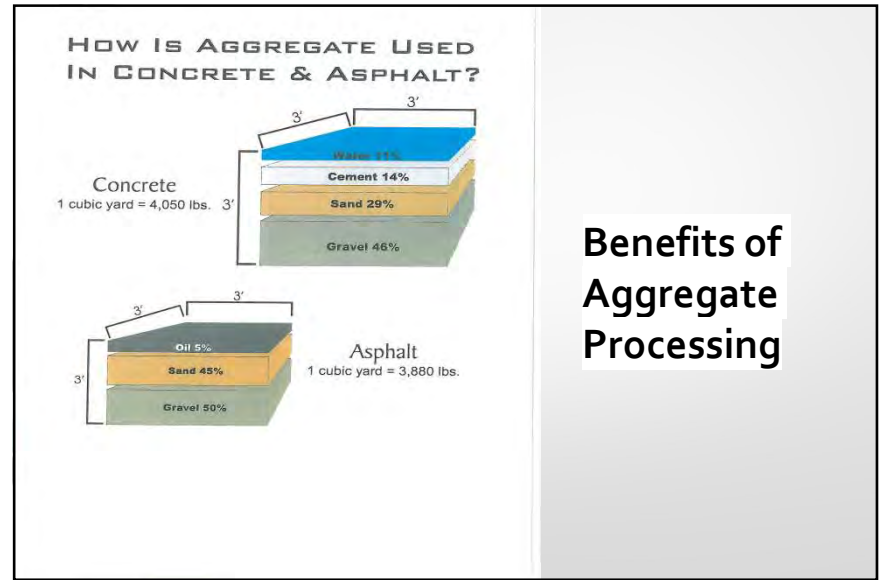 HOW IS AGGREGATE USED
IN CONCRETE & ASPHALT?
3'
3'
Water 11%
Cement 14%
Concrete
1 cubic yard = 4,050 lbs.
3'
Sand 29%
Gravel 46%
3'
3'
Oil 5%
Asphalt
1 cubic yard = 3,880 lbs.
3'
Sand 45%
Gravel 50%
Benefits of
Aggregate
Processing